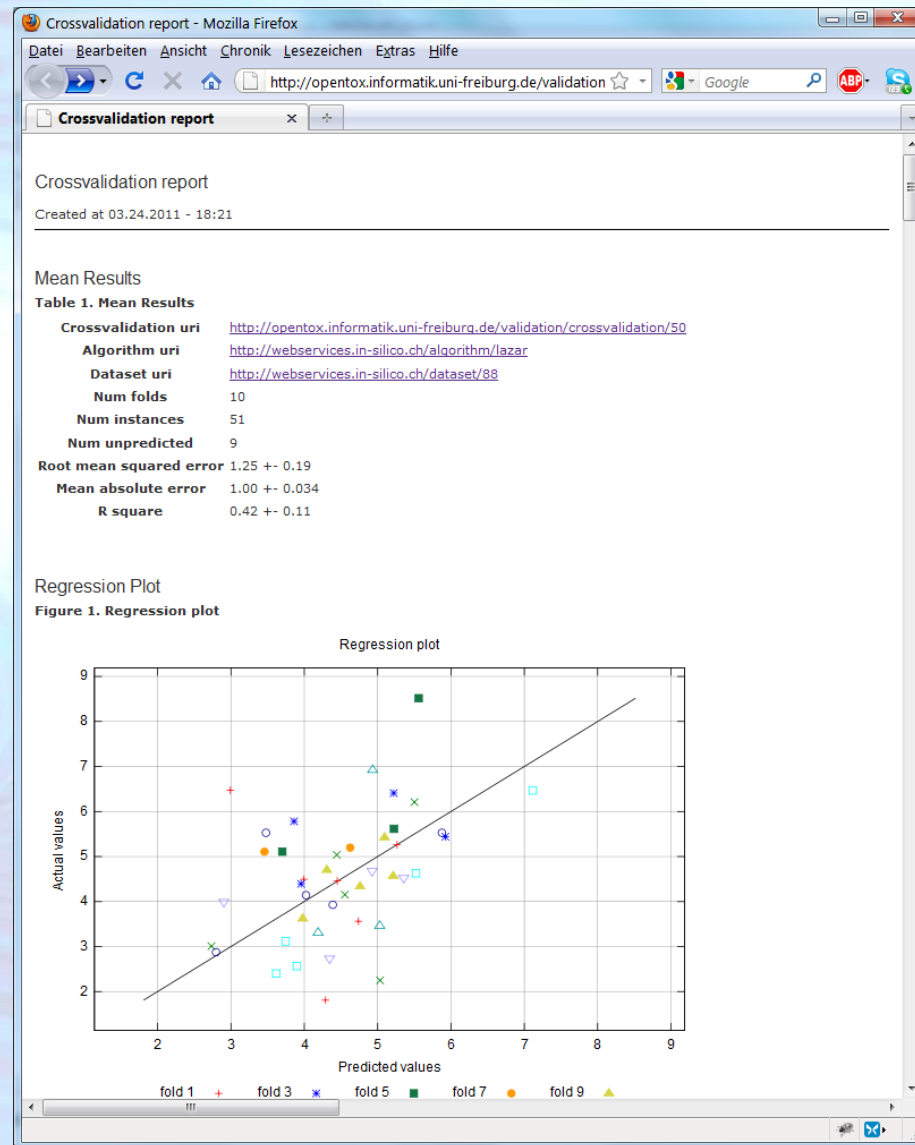 Crossvalidation report - Mozilla Firefox
Datei Bearbeiten Ansicht Chronik Lesezeichen Extras Hilfe
http://opentox.informatik.uni-freiburg.de/validation Google ABP
Crossvalidation report
Crossvalidation report
Created at 03.24.2011 - 18:21
Mean Results
Table 1. Mean Results
Crossvalidation uri http://opentox.informatik.uni-freiburg.de/validation/crossvalidation/50
Algorithm uri http://webservices.in-silico.ch/algorithm/lazar
Dataset uri http://webservices.in-silico.ch/dataset/88
Num folds 10
Num instances 51
Num unpredicted 9
Root mean squared error 1.25 +- 0.19
Mean absolute error 1.00 +- 0.034
R square 0.42 +- 0.11
Regression Plot
Figure 1. Regression plot
Regression plot
9
8
7
6
5
4
3
2
Actual values
2 3 4 5 6 7 8 9
Predicted values
fold 1 fold 3 fold 5 fold 7 fold 9